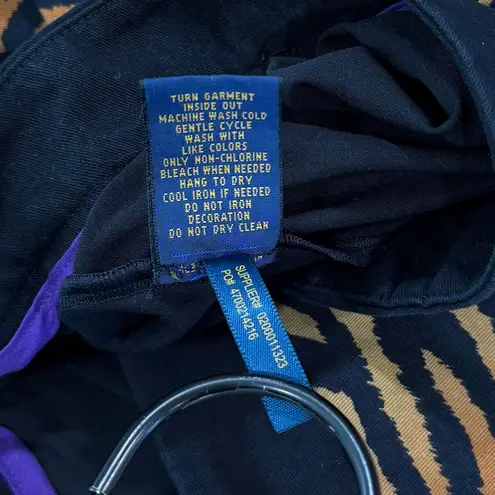 TURN GARMENT
INSIDE OUT
MACHINE WASH COLD
GENTLE CYCLE
WASH WITH
LIKE COLORS
ONLY NON-CHLORINE
BLEACH WHEN NEEDED
HANG TO DRY
COOL IRON IF NEEDED
DO NOT IRON
DECORATION
DO NOT DRY CLEAN
SUPPLIER# 0200011323
PO# 4700214216